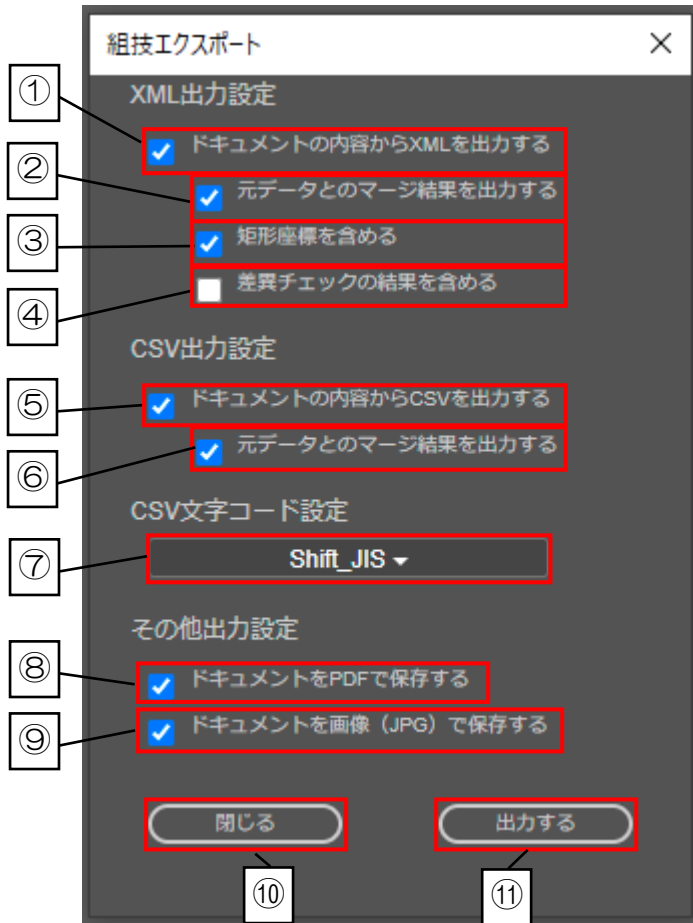 組技エクスポート
XML出力設定
① ドキュメントの内容からXMLを出力する
② 元データとのマージ結果を出力する
③ 矩形座標を含める
④ 差異チェックの結果を含める
CSV出力設定
⑤ ドキュメントの内容からCSVを出力する
⑥ 元データとのマージ結果を出力する
CSV文字コード設定
⑦ Shift_JIS
その他出力設定
⑧ ドキュメントをPDFで保存する
⑨ ドキュメントを画像（JPG）で保存する
閉じる 出力する
⑩ ⑪